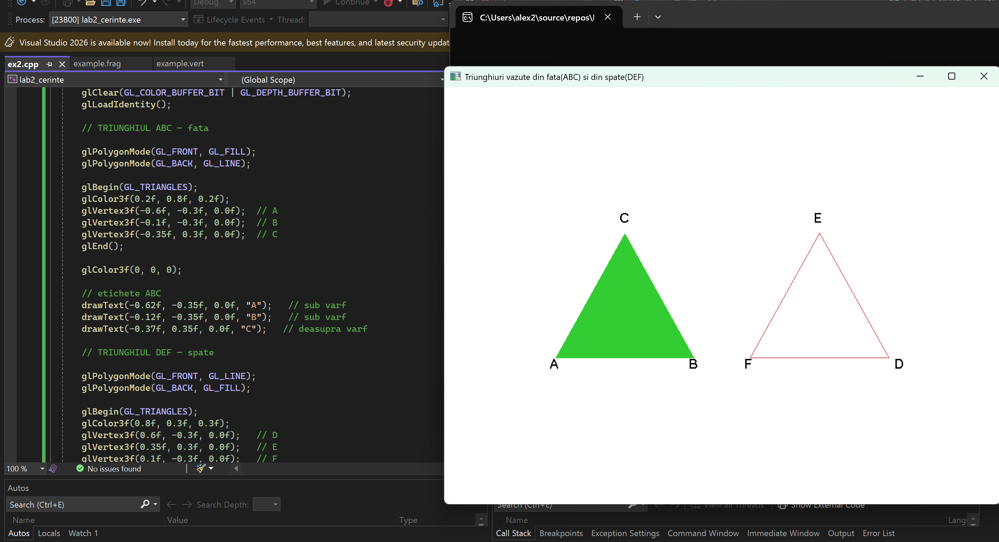 Debug
x64
Continue
Process:
[23800] lab2_cerinte.exe
Lifecycle Events
Thread:
C:\Users\alex2\source\repos\l
Visual Studio 2026 is available now! Install today for the fastest performance, best features, and latest security updat
ex2.cpp
example.frag
example.vert
lab2_cerinte
(Global Scope)
glClear(GL_COLOR_BUFFER_BIT | GL_DEPTH_BUFFER_BIT);
glLoadIdentity();
// TRIUNGHIUL ABC - fata
glPolygonMode(GL_FRONT, GL_FILL);
glPolygonMode(GL_BACK, GL_LINE);
glBegin(GL_TRIANGLES);
glColor3f(0.2f, 0.8f, 0.2f);
glVertex3f(-0.6f, -0.3f, 0.0f); // A
glVertex3f(-0.1f, -0.3f, 0.0f); // B
glVertex3f(-0.35f, 0.3f, 0.0f); // C
glEnd();
glColor3f(0, 0, 0);
// etichete ABC
drawText(-0.62f, -0.35f, 0.0f, "A"); // sub varf
drawText(-0.12f, -0.35f, 0.0f, "B"); // sub varf
drawText(-0.37f, 0.35f, 0.0f, "C"); // deasupra varf
// TRIUNGHIUL DEF - spate
glPolygonMode(GL_FRONT, GL_LINE);
glPolygonMode(GL_BACK, GL_FILL);
glBegin(GL_TRIANGLES);
glColor3f(0.8f, 0.3f, 0.3f);
glVertex3f(0.6f, -0.3f, 0.0f); // D
glVertex3f(0.35f, 0.3f, 0.0f); // E
glVertex3f(0.1f, -0.3f, 0.0f); // F
100 %
No issues found
Triunghiuri vazute din fata(ABC) si din spate(DEF)
C
E
A
B
F
D
Autos
Search (Ctrl+E)
Search Depth:
Name
Value
Type
Autos
Locals
Watch 1
Search (Ctrl+E)
View all Threads
Show External Code
Name
Lang
Call Stack
Breakpoints
Exception Settings
Command Window
Immediate Window
Output
Error List